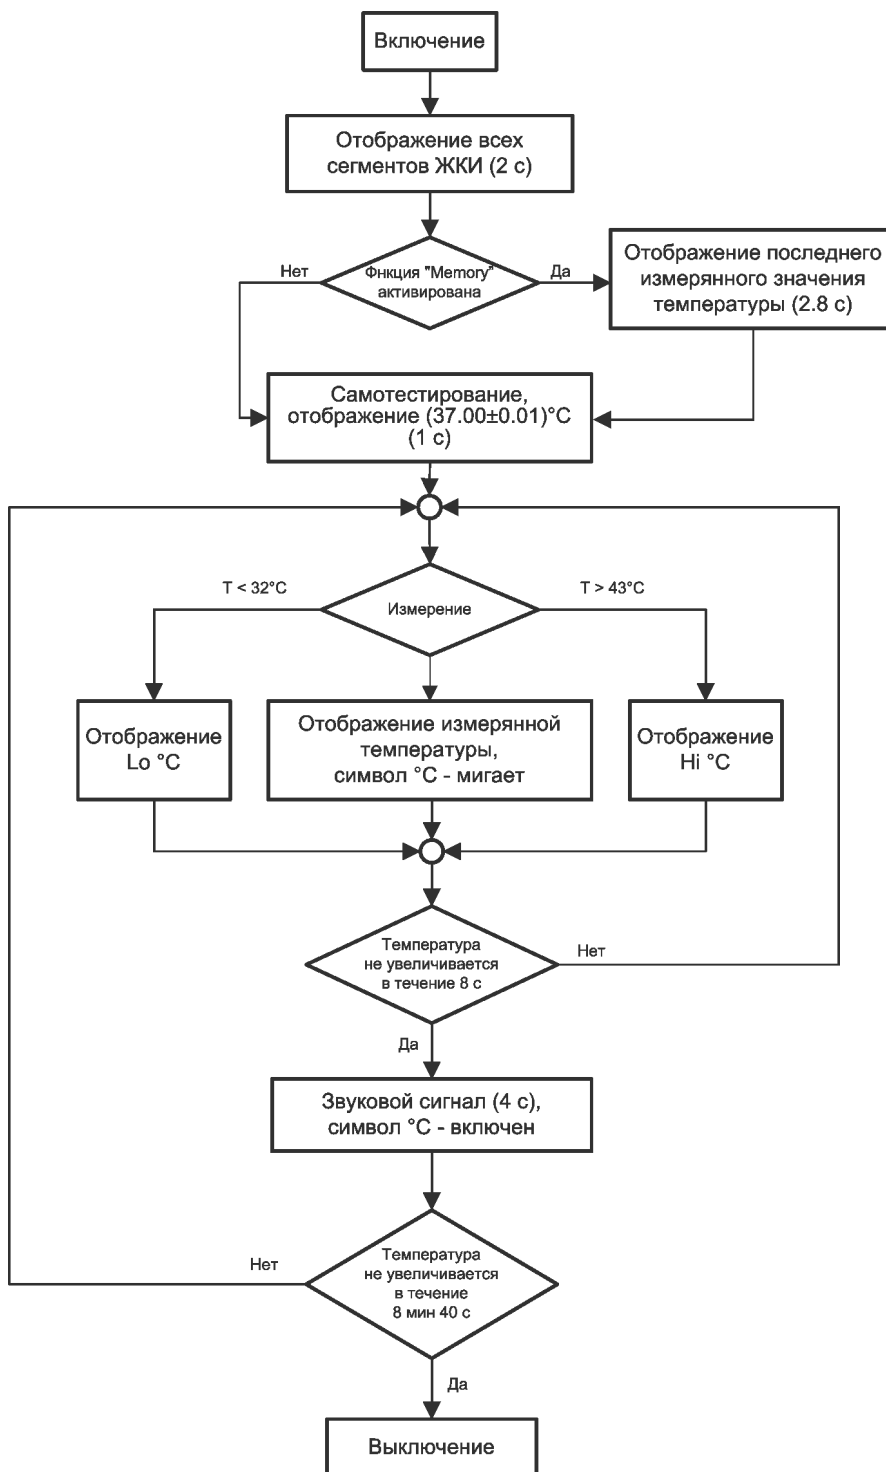 Включение
Отображение всех
сегментов ЖКИ (2 с)
Нет
Фнкция "Memory"
активирована
Да
Отображение последнего
измерянного значения
температуры (2.8 с)
Самотестирование,
отображение (37.00±0.01)°C
(1 с)
T < 32°C
Измерение
T > 43°C
Отображение
Lo °C
Отображение измерянной
температуры,
символ °C - мигает
Отображение
Hi °C
Температура
не увеличивается
в течение 8 с
Нет
Да
Звуковой сигнал (4 с),
символ °C - включен
Нет
Температура
не увеличивается
в течение
8 мин 40 с
Да
Выключение